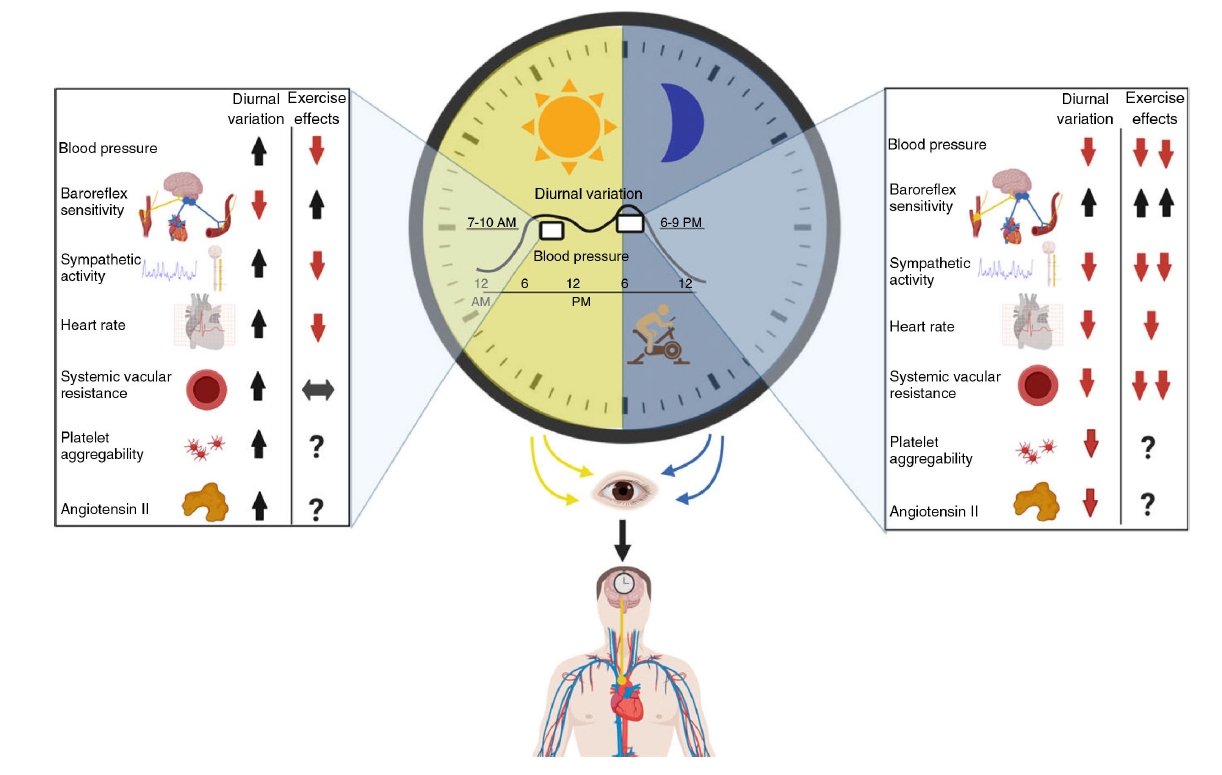 Diurnal variation
Exercise effects
Blood pressure
Baroreflex
sensitivity
Sympathetic
activity
Heart rate
Systemic vacular
resistance
Platelet
aggregability
?
Angiotensin II
?
Diurnal variation
7-10 AM
6-9 PM
Blood pressure
12 6 12 6 12
AM PM
Diurnal variation
Exercise effects
Blood pressure
Baroreflex
sensitivity
Sympathetic
activity
Heart rate
Systemic vacular
resistance
Platelet
aggregability
?
Angiotensin II
?